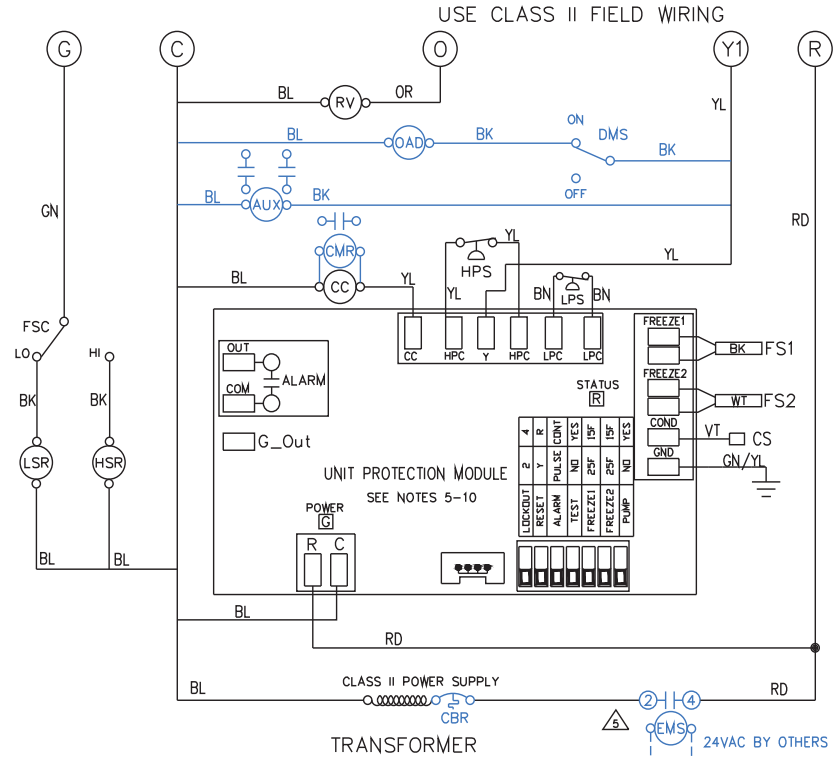 USE CLASS II FIELD WIRING
G
C
O
Y1
R
BL
RV
OR
YL
BL
OAD
BK
ON
DMS
BK
OFF
BL
AUX
BK
GN
RD
CMR
YL
HPS
YL
BL
CC
YL
YL
BN
LPS
BN
FSC
LO
HI
BK
BK
LSR
HSR
BL
BL
OUT
COM
ALARM
G_Out
CC
HPC
Y
HPC
LPC
LPC
FREEZE1
BK
FS1
FREEZE2
WT
FS2
COND
VT
CS
GND
GN/YL
STATUS
R
UNIT PROTECTION MODULE
SEE NOTES 5-10
POWER
G
R C
4 R CONT YES 15F 15F YES
2 Y PULSE NO 25F 25F NO
LOCKOUT RESET ALARM TEST FREEZE1 FREEZE2 PUMP
BL
RD
BL
CLASS II POWER SUPPLY
CBR
TRANSFORMER
2
4
RD
5
EMS
24VAC BY OTHERS